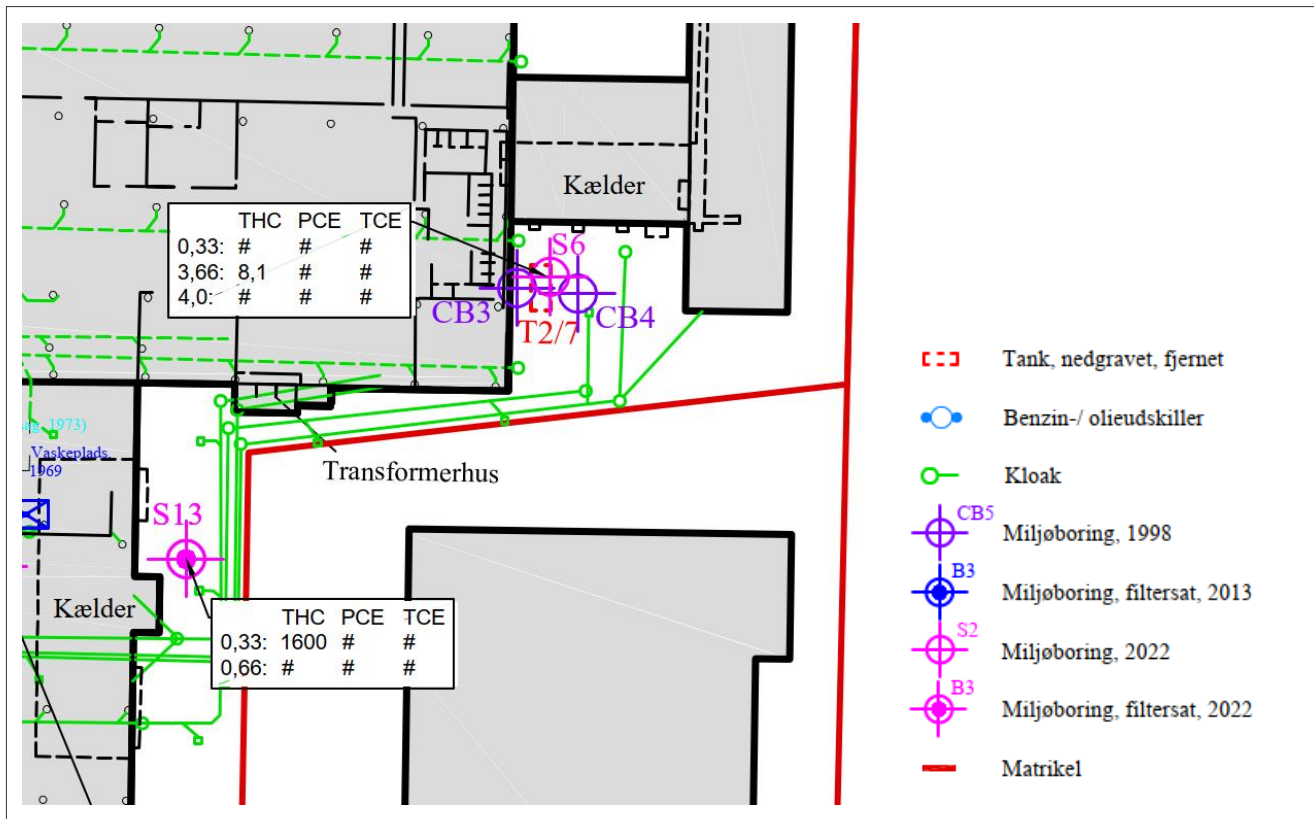 Kælder
THC PCE TCE
0,33: # # #
3,66: 8,1 # #
4,0: # # #
S6
CB3
CB4
T2/7
1973)
Vaskeplads,
1969
Transformerhus
S13
Kælder
THC PCE TCE
0,33: 1600 # #
0,66: # # #
Tank, nedgravet, fjernet
Benzin-/ olieudskiller
Kloak
CB5
Miljøboring, 1998
B3
Miljøboring, filtersat, 2013
S2
Miljøboring, 2022
B3
Miljøboring, filtersat, 2022
Matrikel